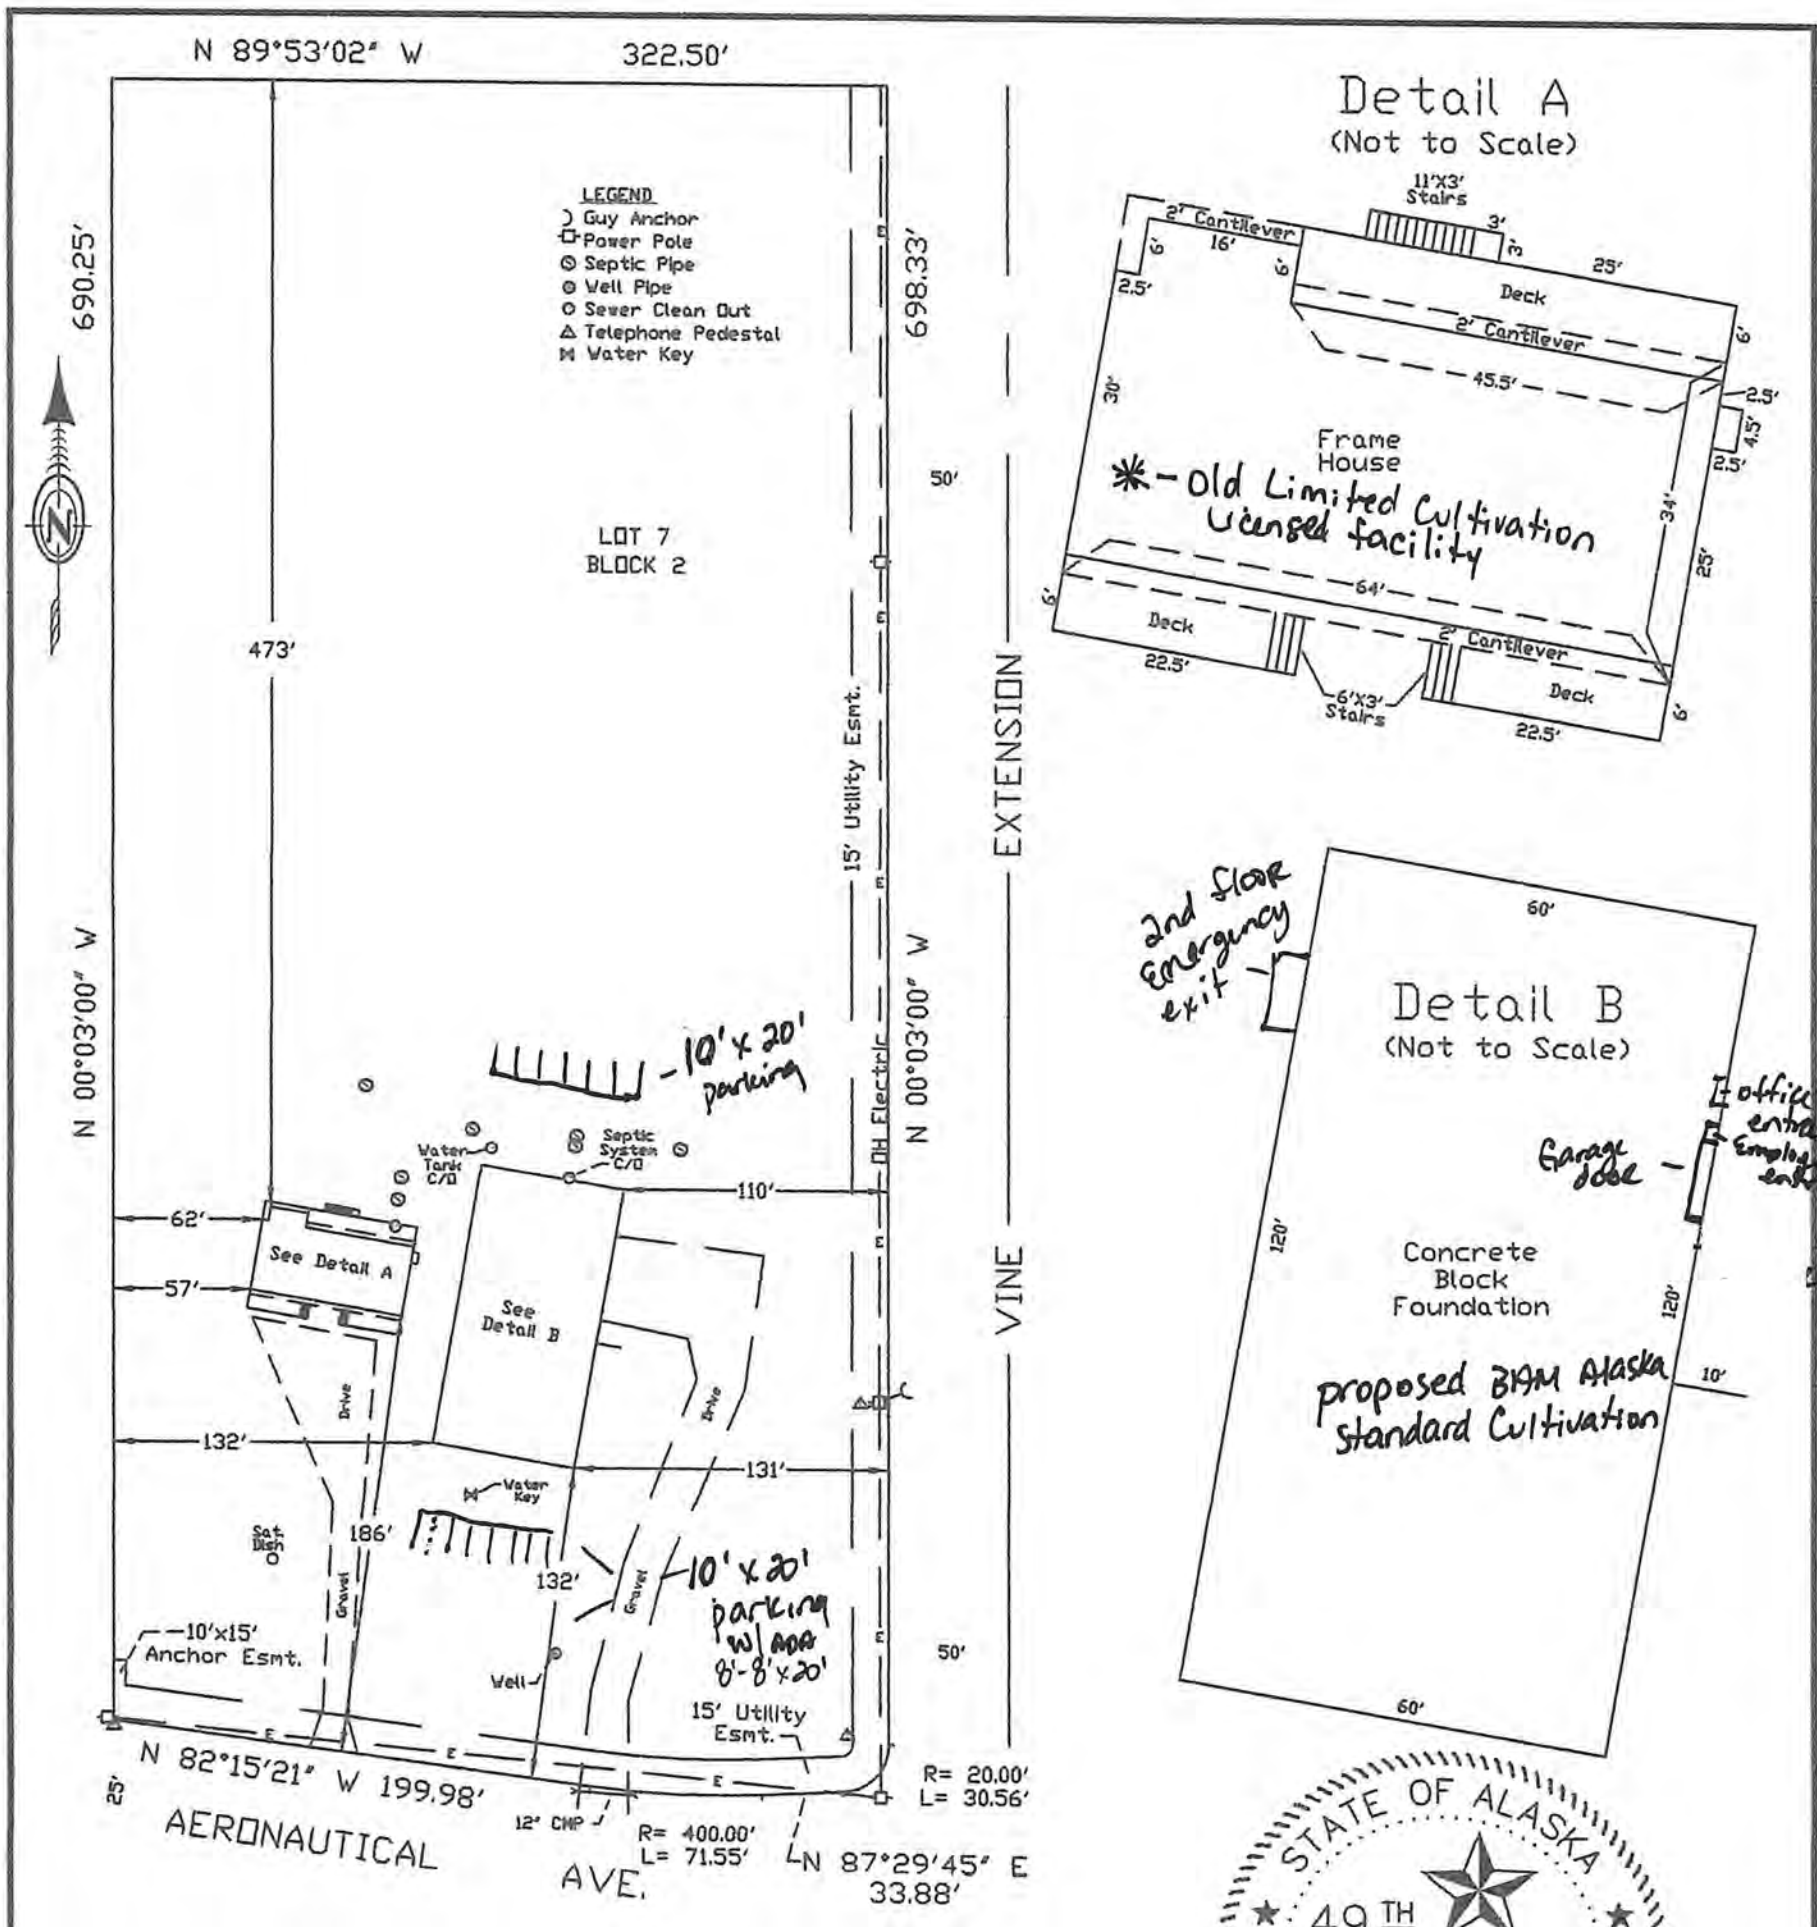 N 89°53'02" W 322.50'
Detail A
(Not to Scale)
LEGEND
Guy Anchor
Power Pole
Septic Pipe
Well Pipe
Sewer Clean Out
Telephone Pedestal
Water Key
690.25'
698.33'
473'
LOT 7
BLOCK 2
50'
15' Utility Esmt.
EXTENSION
VINE
N 00°03'00" W
N 00°03'00" W
OH Electric
E
E
E
E
E
11'X3'
Stairs
3'
3'
2' Cantilever
16'
6'
6'
2.5'
25'
Deck
6'
2' Cantilever
45.5'
2.5'
4.5'
2.5'
30'
Frame
House
* - Old Limited Cultivation
Licensed facility
34'
25'
64'
6'
Deck
2' Cantilever
22.5'
6'X3'
Stairs
Deck
22.5'
6'
2nd floor
Emergency
exit
60'
Detail B
(Not to Scale)
office
Garage
door
120'
Concrete
Block
Foundation
120'
proposed BAM Alaska
Standard Cultivation
10'
60'
10' x 20'
parking
Water
Tank
C/O
Septic
System
C/O
110'
62'
See Detail A
57'
See
Detail B
Drive
Drive
132'
131'
Water
Key
Sat.
Dish
186'
132'
Gravel
Gravel
10' x 20'
parking
w/ ADA
8'-8'x20'
10'x15'
Anchor Esmt.
Well
50'
15' Utility
Esmt.
E
E
E
N 82°15'21" W 199.98'
25'
R= 20.00'
L= 30.56'
AERONAUTICAL AVE.
12" CMP
R= 400.00'
L= 71.55'
N 87°29'45" E
33.88'
STATE OF ALASKA
49TH